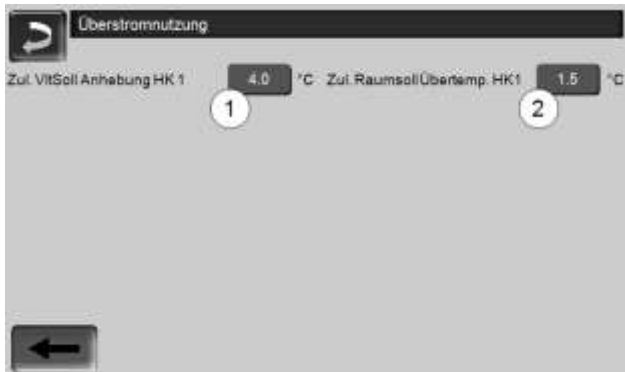 Überstromnutzung
Zul. VltSoll Anhebung HK 1 4.0 °C Zul. Raumsoll Übertemp. HK1 1.5 °C
1 2